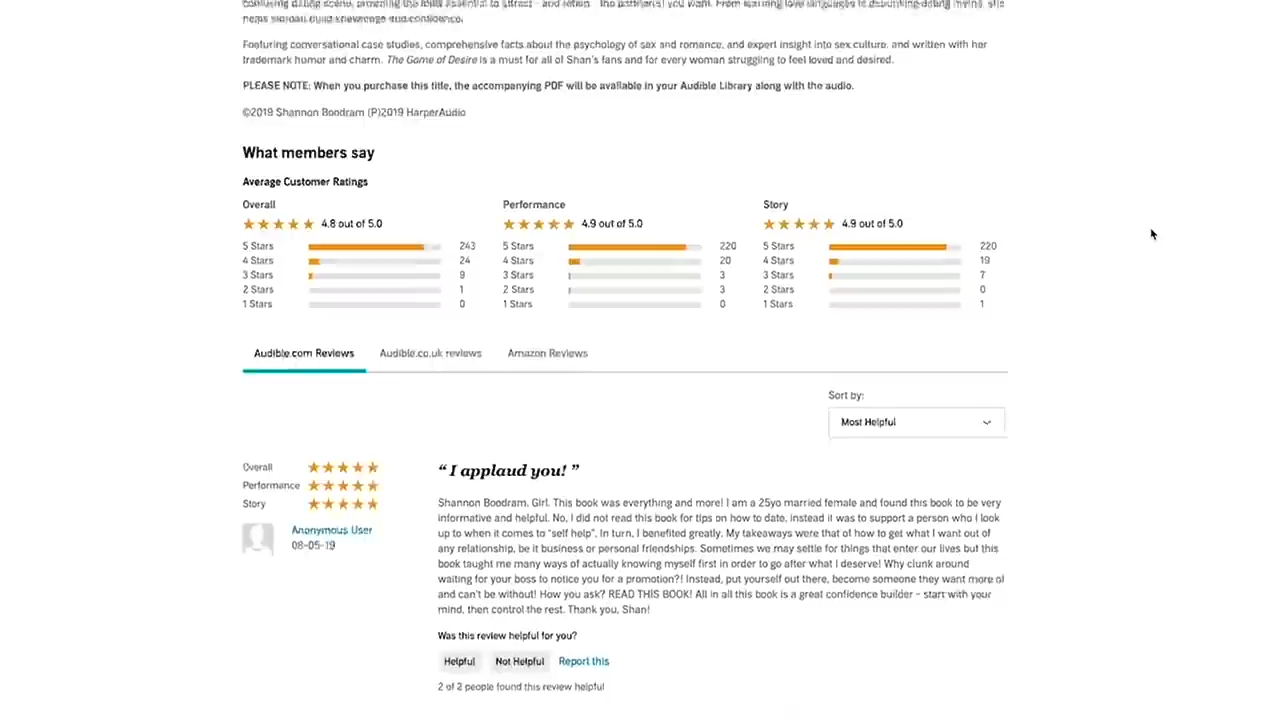 Featuring conversational case studies, comprehensive facts about the psychology of sex and romance, and expert insight into sex culture, and written with her
trademark humor and charm. The Game of Desire is a must for all of Shan's fans and for every woman struggling to feel loved and desired.
PLEASE NOTE: When you purchase this title, the accompanying PDF will be available in your Audible Library along with the audio.
©2019 Shannon Boodram (P)2019 HarperAudio
What members say
Average Customer Ratings
Overall Performance Story
4.8 out of 5.0 4.9 out of 5.0 4.9 out of 5.0
5 Stars 243 5 Stars 220 5 Stars 220
4 Stars 24 4 Stars 20 4 Stars 19
3 Stars 9 3 Stars 3 3 Stars 7
2 Stars 1 2 Stars 3 2 Stars 0
1 Stars 0 1 Stars 0 1 Stars 1
Audible.com Reviews Audible.co.uk reviews Amazon Reviews
Sort by:
Most Helpful
Overall
Performance
Story
Anonymous User
08-05-19
“ I applaud you! ”
Shannon Boodram. Girl. This book was everything and more! I am a 25yo married female and found this book to be very
informative and helpful. No, I did not read this book for tips on how to date, instead it was to support a person who I look
up to when it comes to "self help". In turn, I benefited greatly. My takeaways were that of how to get what I want out of
any relationship, be it business or personal friendships. Sometimes we may settle for things that enter our lives but this
book taught me many ways of actually knowing myself first in order to go after what I deserve! Why clunk around
waiting for your boss to notice you for a promotion?! Instead, put yourself out there, become someone they want more of
and can't be without! How you ask? READ THIS BOOK! All in all this book is a great confidence builder - start with your
mind, then control the rest. Thank you, Shan!
Was this review helpful for you?
Helpful Not Helpful Report this
2 of 2 people found this review helpful